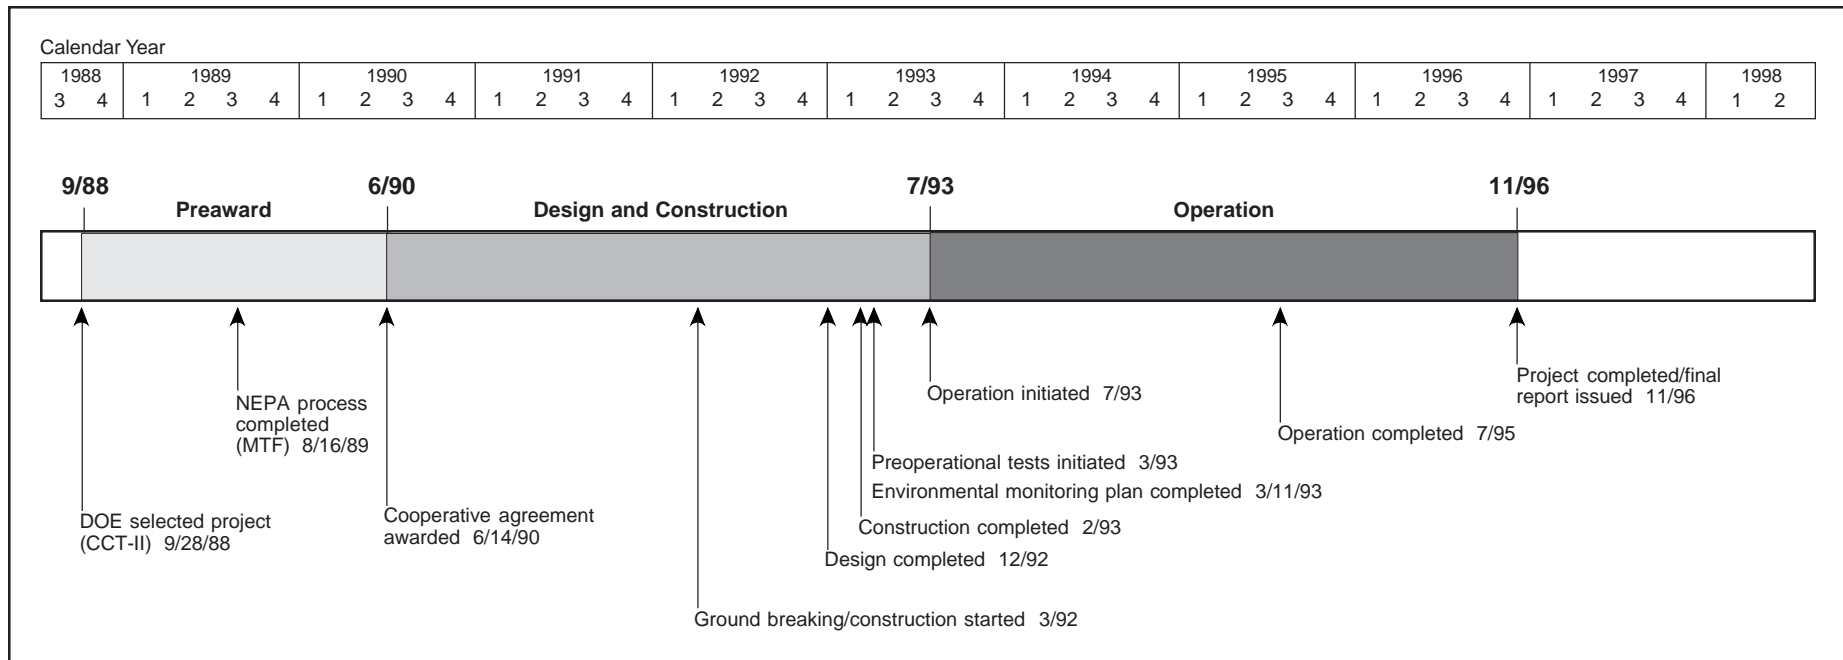 Calendar Year
1988 1989 1990 1991 1992 1993 1994 1995 1996 1997 1998
3 4 1 2 3 4 1 2 3 4 1 2 3 4 1 2 3 4 1 2 3 4 1 2 3 4 1 2 3 4 1 2 3 4 1 2 3 4 1 2
9/88 6/90 7/93 11/96
Preaward Design and Construction Operation
NEPA process
completed
(MTF) 8/16/89
Operation initiated 7/93
Project completed/final
report issued 11/96
Operation completed 7/95
Preoperational tests initiated 3/93
Environmental monitoring plan completed 3/11/93
DOE selected project
(CCT-II) 9/28/88
Cooperative agreement
awarded 6/14/90
Construction completed 2/93
Design completed 12/92
Ground breaking/construction started 3/92